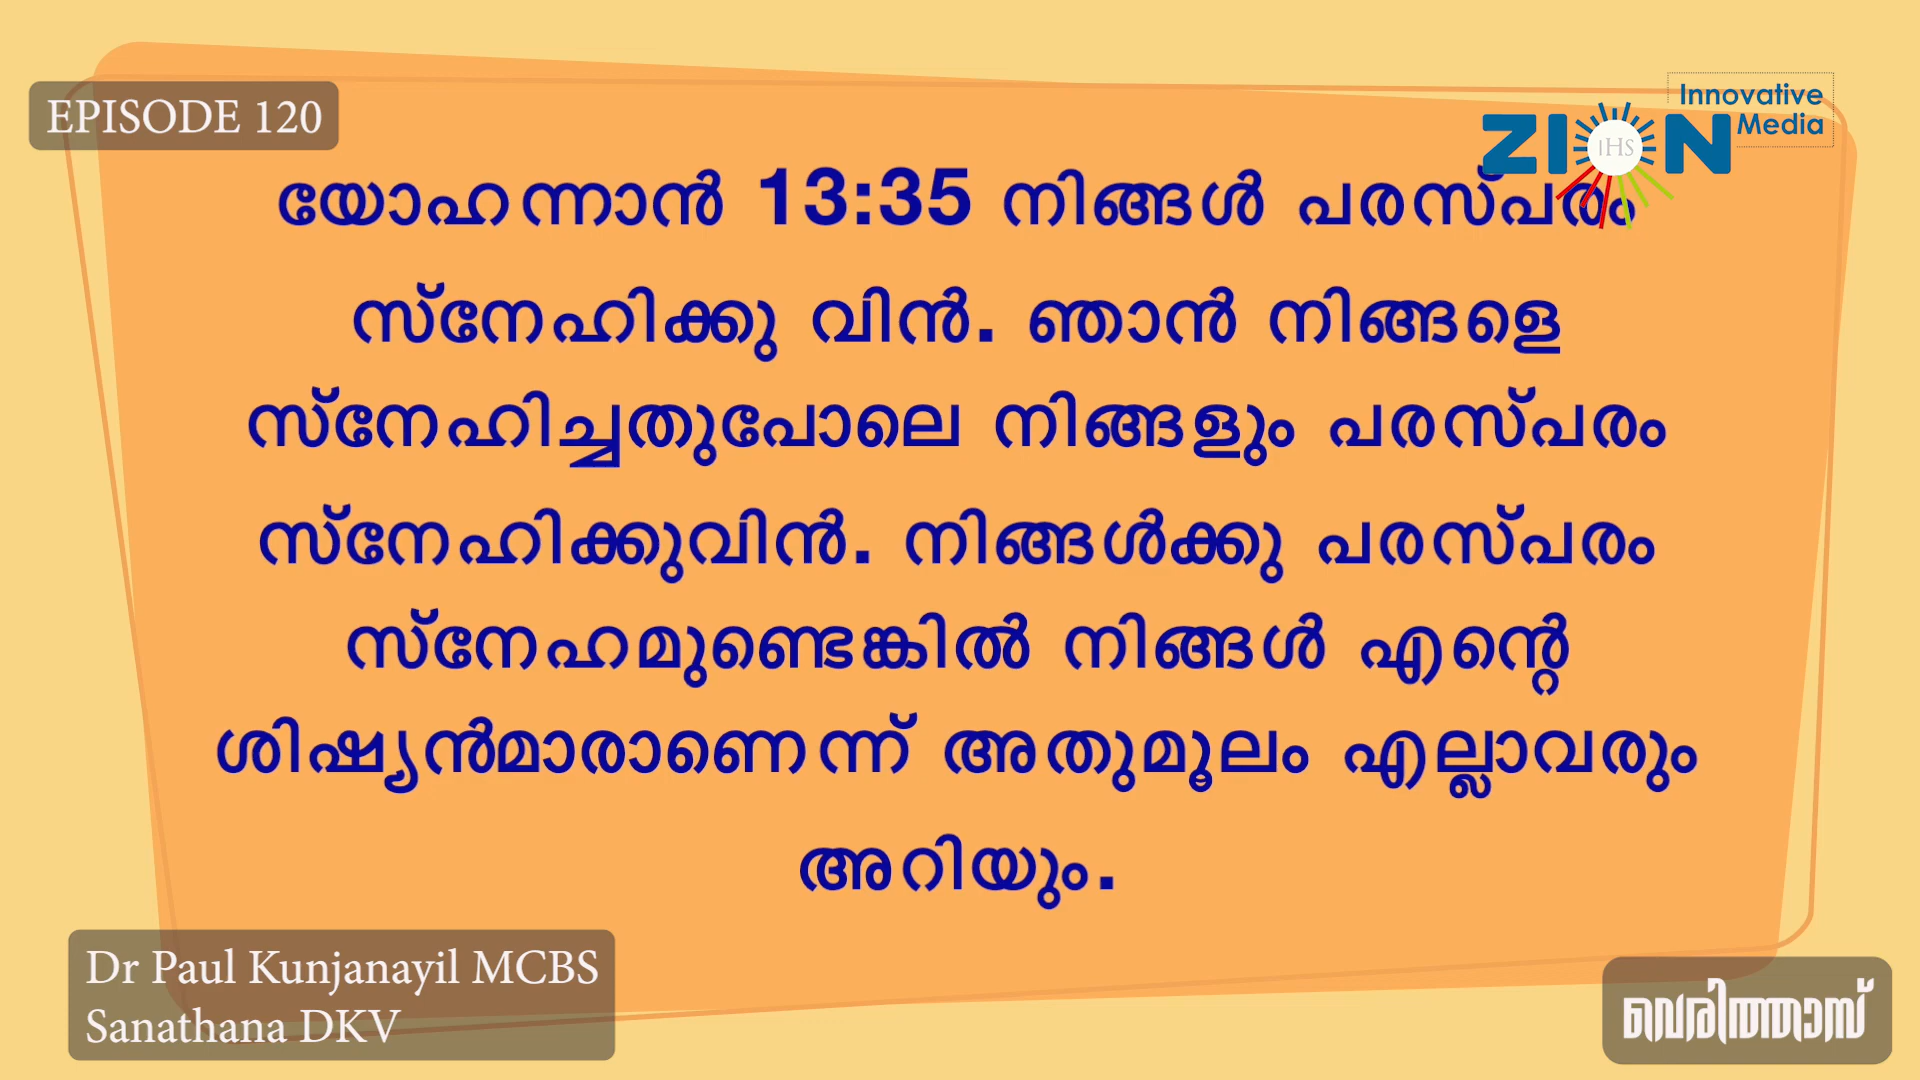 EPISODE 120
Innovative
Media
ZION
IHS
യോഹന്നാൻ 13:35 നിങ്ങൾ പരസ്പരം
സ്നേഹിക്കു വിൻ. ഞാൻ നിങ്ങളെ
സ്നേഹിച്ചതുപോലെ നിങ്ങളും പരസ്പരം
സ്നേഹിക്കുവിൻ. നിങ്ങൾക്കു പരസ്പരം
സ്നേഹമുണ്ടെങ്കിൽ നിങ്ങൾ എന്റെ
ശിഷ്യൻമാരാണെന്ന് അതുമൂലം എല്ലാവരും
അറിയും.
Dr Paul Kunjanayil MCBS
Sanathana DKV
വെരിത്താസ്